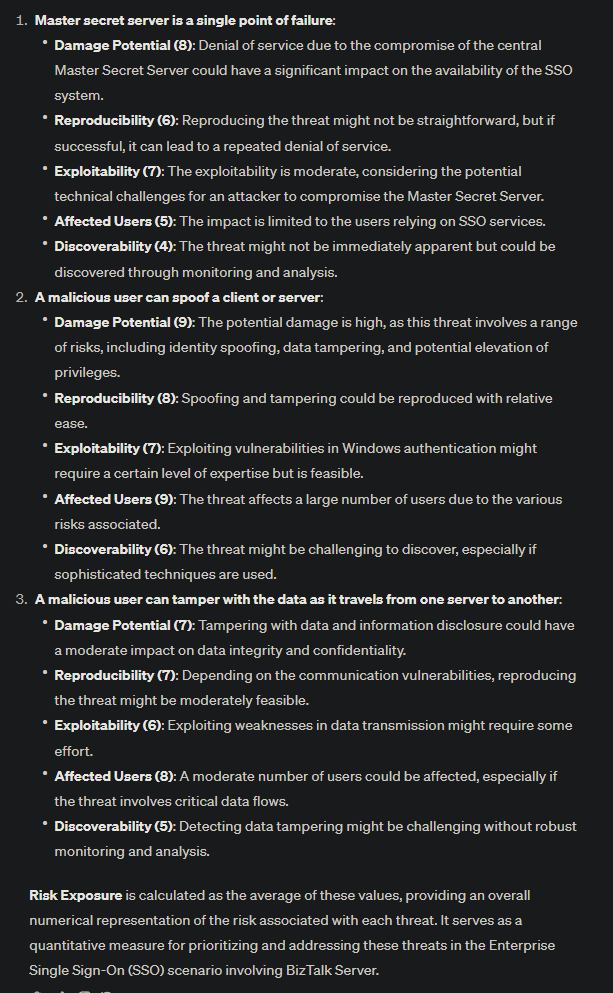 1. Master secret server is a single point of failure:
• Damage Potential (8): Denial of service due to the compromise of the central
Master Secret Server could have a significant impact on the availability of the SSO
system.
• Reproducibility (6): Reproducing the threat might not be straightforward, but if
successful, it can lead to a repeated denial of service.
• Exploitability (7): The exploitability is moderate, considering the potential
technical challenges for an attacker to compromise the Master Secret Server.
• Affected Users (5): The impact is limited to the users relying on SSO services.
• Discoverability (4): The threat might not be immediately apparent but could be
discovered through monitoring and analysis.
2. A malicious user can spoof a client or server:
• Damage Potential (9): The potential damage is high, as this threat involves a range
of risks, including identity spoofing, data tampering, and potential elevation of
privileges.
• Reproducibility (8): Spoofing and tampering could be reproduced with relative
ease.
• Exploitability (7): Exploiting vulnerabilities in Windows authentication might
require a certain level of expertise but is feasible.
• Affected Users (9): The threat affects a large number of users due to the various
risks associated.
• Discoverability (6): The threat might be challenging to discover, especially if
sophisticated techniques are used.
3. A malicious user can tamper with the data as it travels from one server to another:
• Damage Potential (7): Tampering with data and information disclosure could have
a moderate impact on data integrity and confidentiality.
• Reproducibility (7): Depending on the communication vulnerabilities, reproducing
the threat might be moderately feasible.
• Exploitability (6): Exploiting weaknesses in data transmission might require some
effort.
• Affected Users (8): A moderate number of users could be affected, especially if
the threat involves critical data flows.
• Discoverability (5): Detecting data tampering might be challenging without robust
monitoring and analysis.
Risk Exposure is calculated as the average of these values, providing an overall
numerical representation of the risk associated with each threat. It serves as a
quantitative measure for prioritizing and addressing these threats in the Enterprise
Single Sign-On (SSO) scenario involving BizTalk Server.